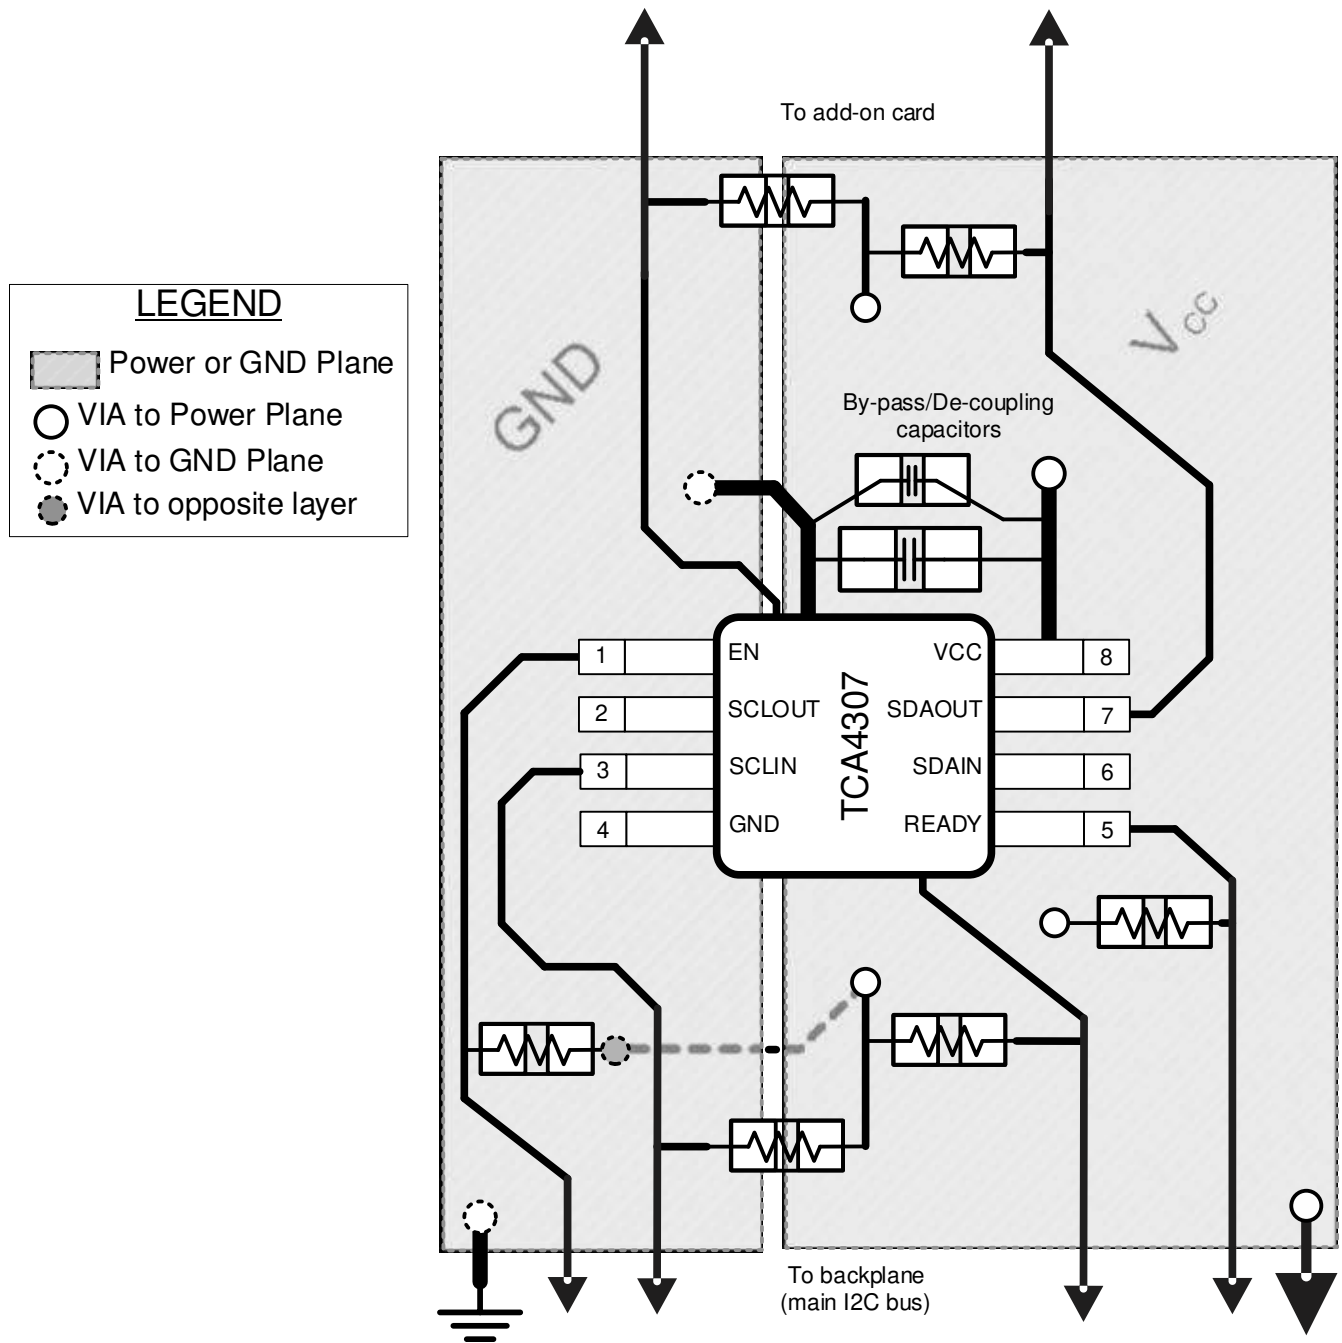 To add-on card
LEGEND
Power or GND Plane
VIA to Power Plane
VIA to GND Plane
VIA to opposite layer
GND
VCC
By-pass/De-coupling
capacitors
1 EN VCC 8
2 SCLOUT SDAOUT 7
3 SCLIN SDAIN 6
4 GND READY 5
TCA4307
To backplane
(main I2C bus)